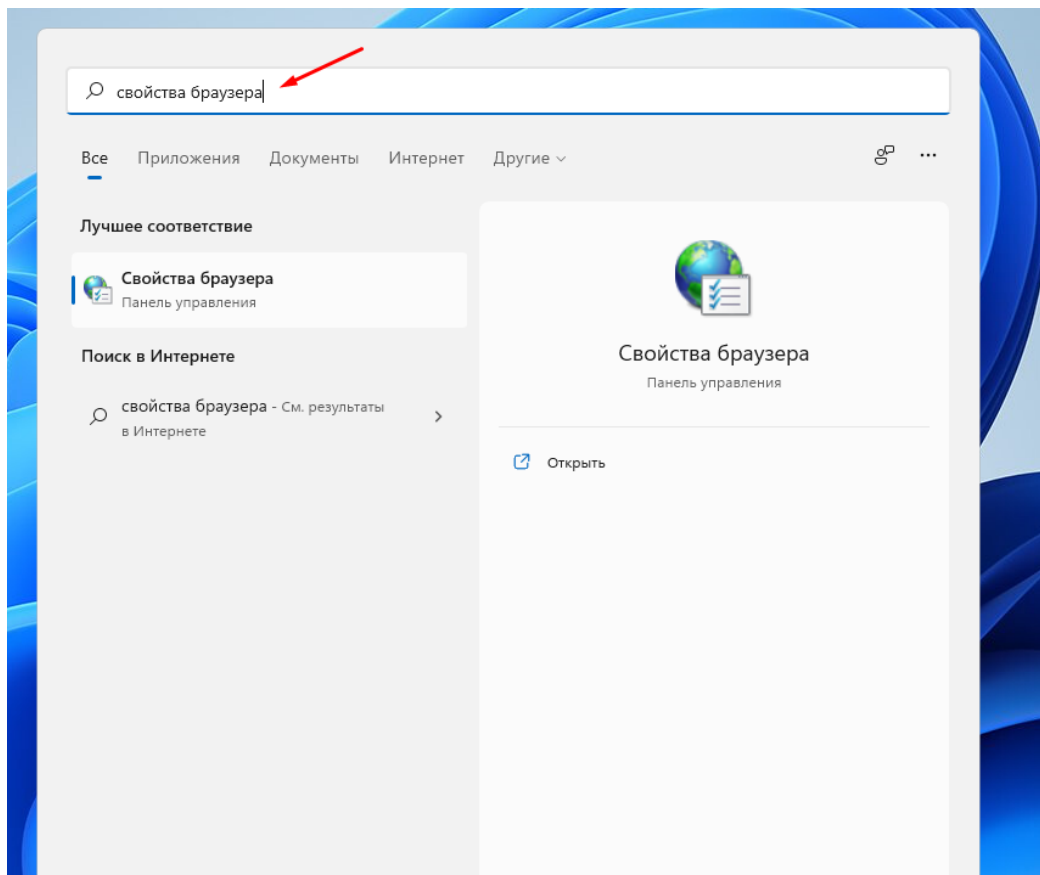 свойства браузера
Все Приложения Документы Интернет Другие
Лучшее соответствие
Свойства браузера
Панель управления
Поиск в Интернете
свойства браузера - См. результаты
в Интернете
Свойства браузера
Панель управления
Открыть